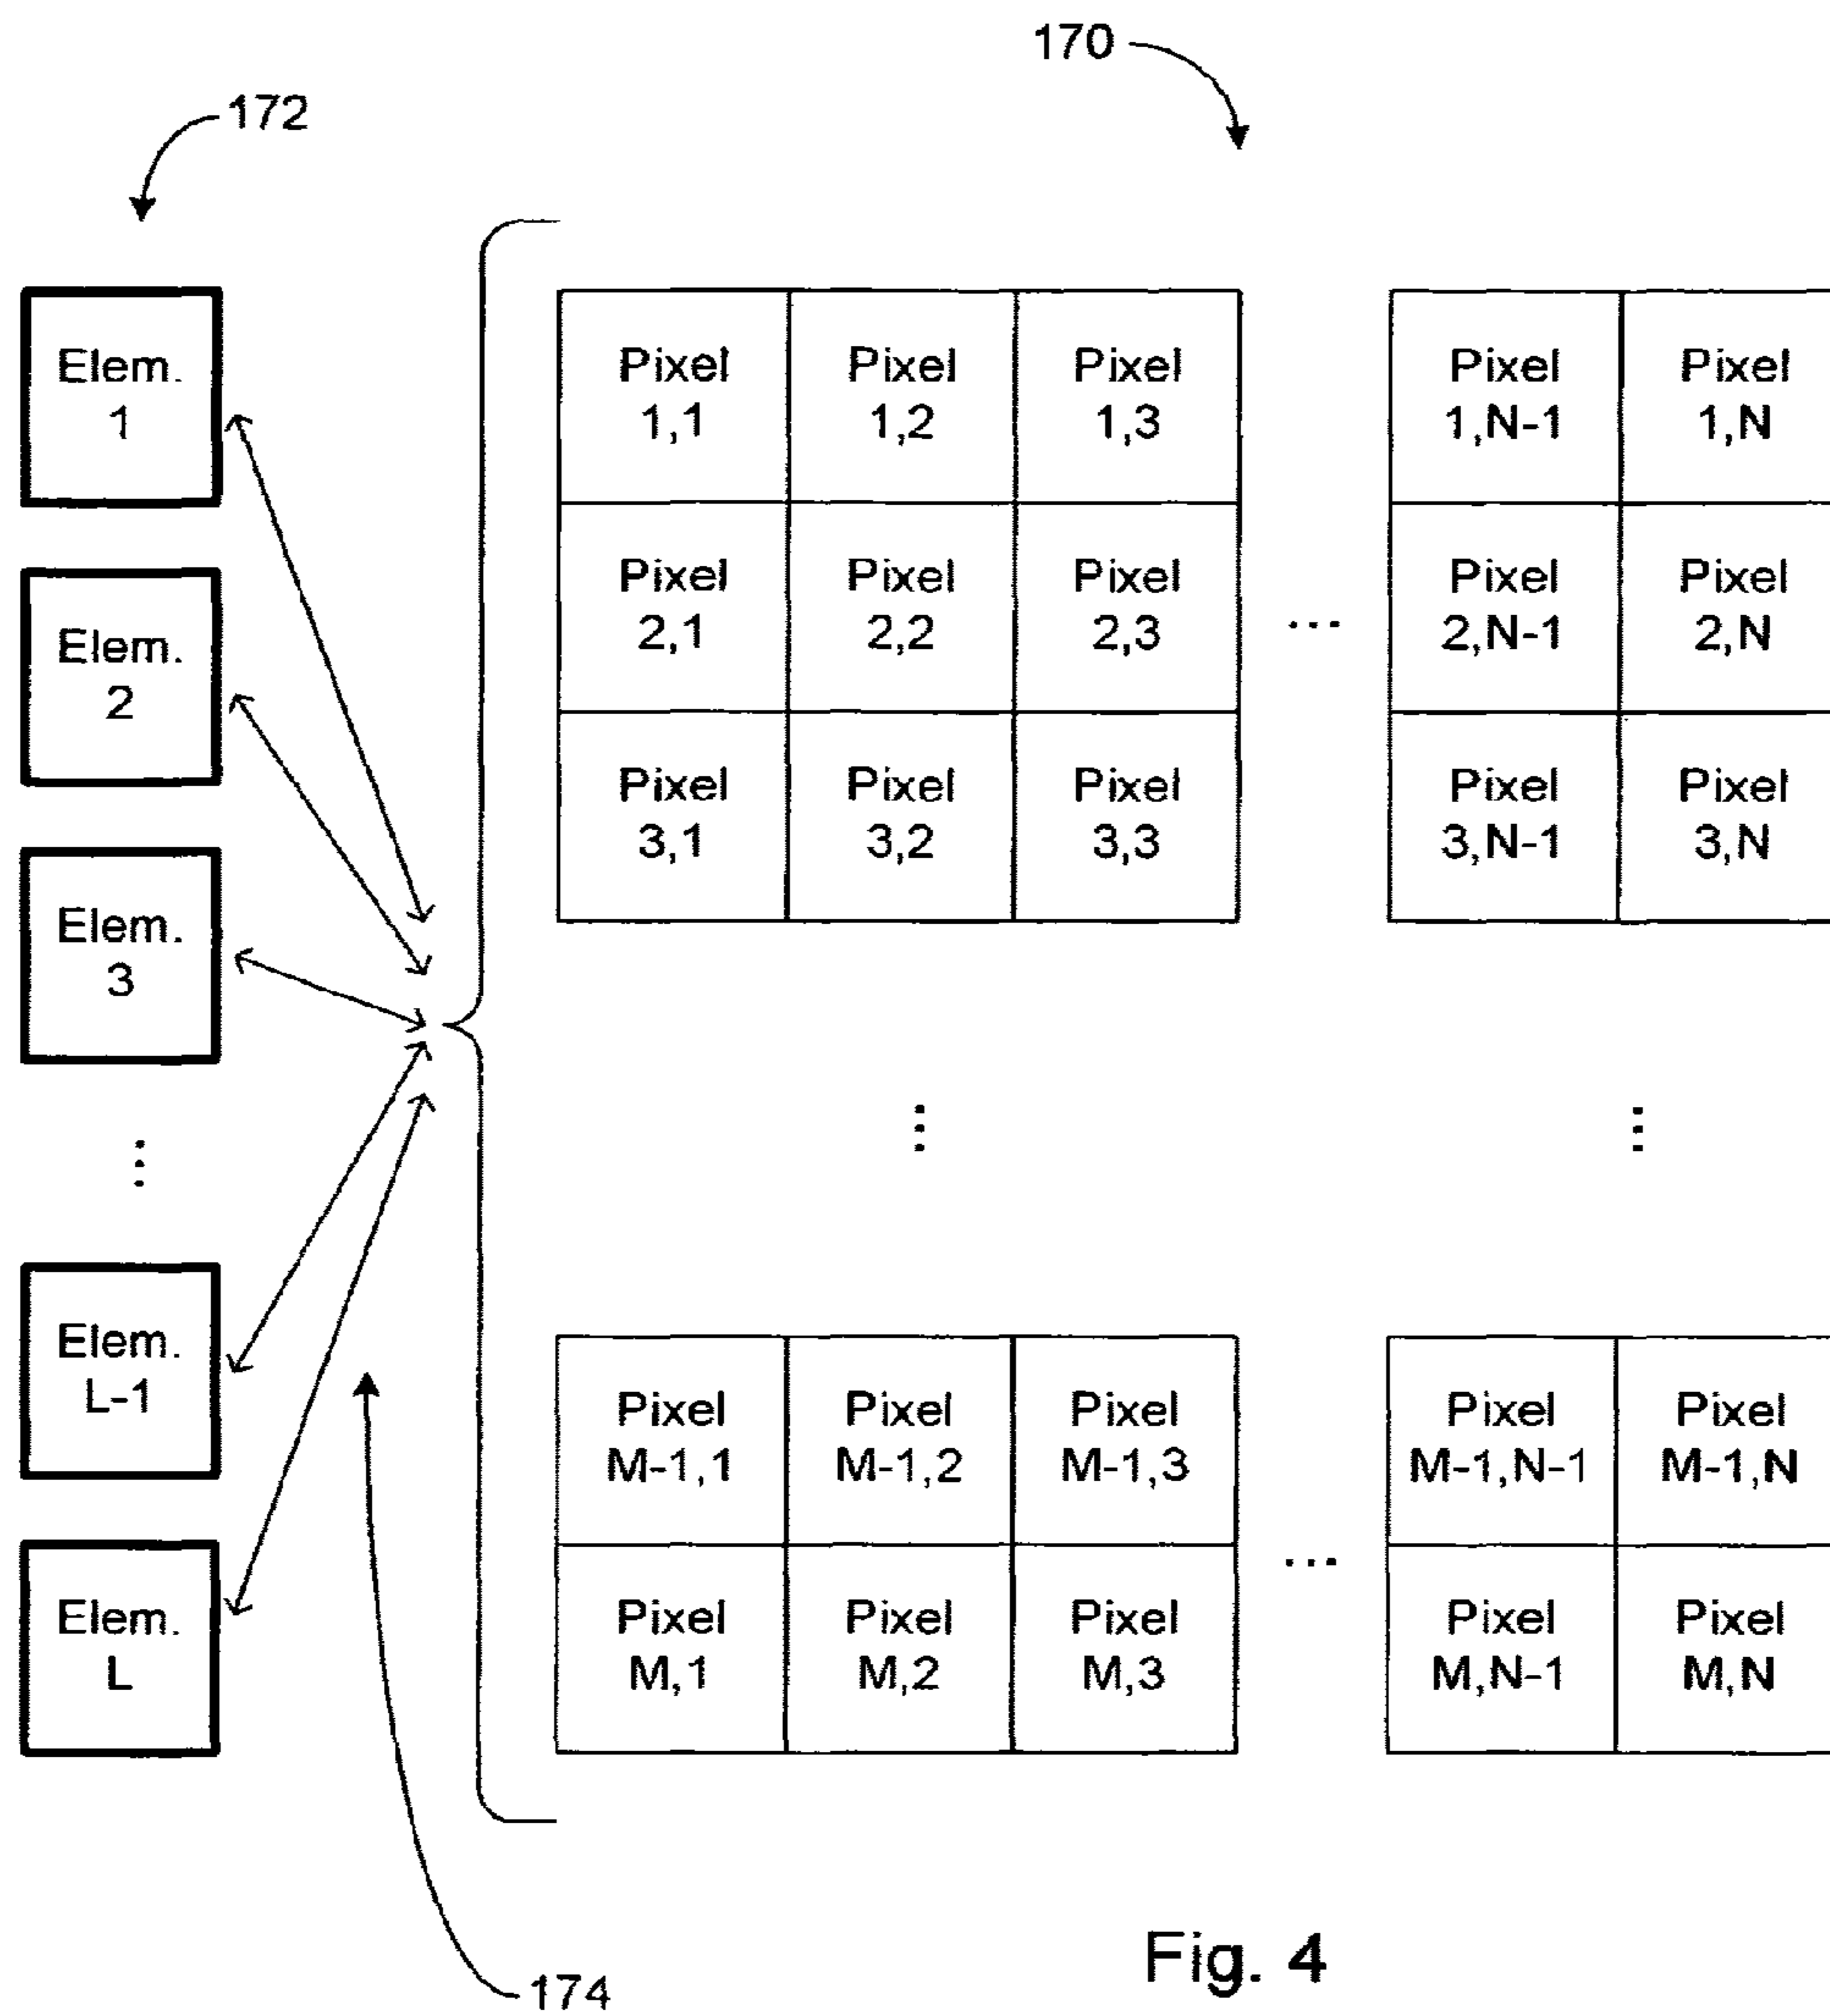 170
172
Elem.
1
Elem.
2
Elem.
3
⋮
Elem.
L-1
Elem.
L
Pixel Pixel Pixel Pixel Pixel
1,1 1,2 1,3 1,N-1 1,N
Pixel Pixel Pixel ... Pixel Pixel
2,1 2,2 2,3 2,N-1 2,N
Pixel Pixel Pixel Pixel Pixel
3,1 3,2 3,3 3,N-1 3,N
⋮ ⋮
Pixel Pixel Pixel Pixel Pixel
M-1,1 M-1,2 M-1,3 M-1,N-1 M-1,N
...
Pixel Pixel Pixel Pixel Pixel
M,1 M,2 M,3 M,N-1 M,N
174
Fig. 4